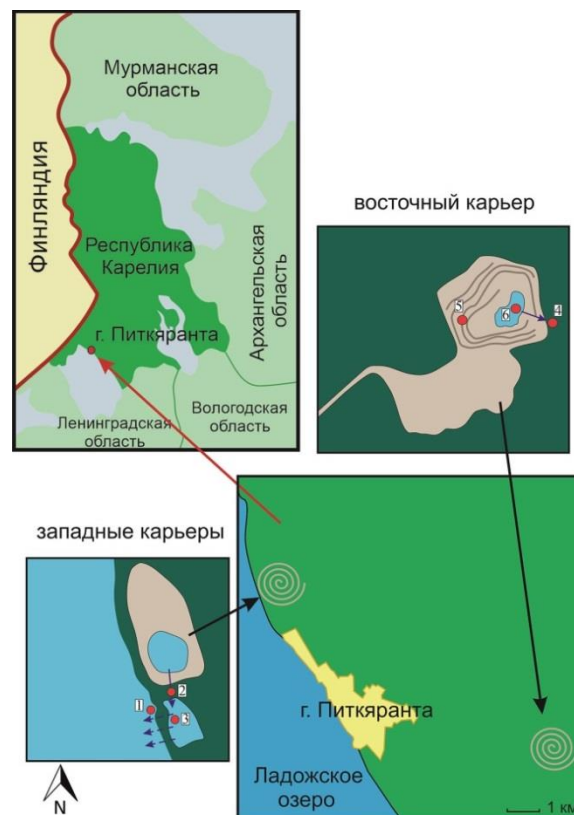 Мурманская
область
Финляндия
Республика
Карелия
Архангельская
область
г. Питкяранта
Ленинградская
область
Вологодская
область
восточный карьер
5
6
4
западные карьеры
1
2
3
N
г. Питкяранта
Ладожское
озеро
1 км